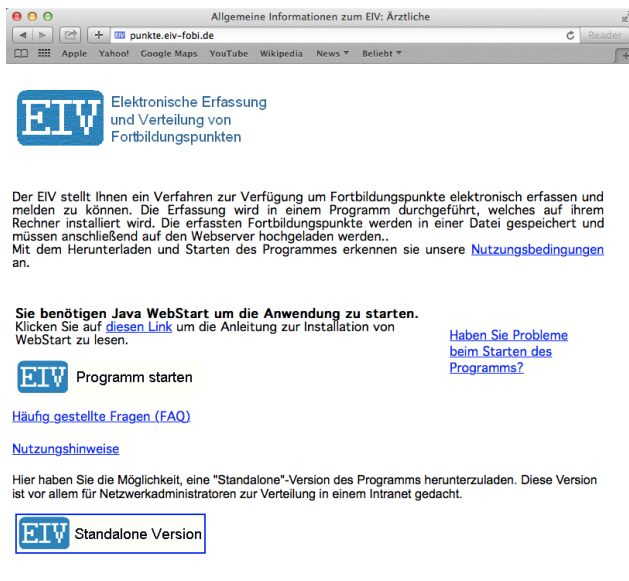 Allgemeine Informationen zum EIV: Ärztliche
punkte.eiv-fobi.de
Reader
Apple Yahoo! Google Maps YouTube Wikipedia News Beliebt
EIV
Elektronische Erfassung
und Verteilung von
Fortbildungspunkten
Der EIV stellt Ihnen ein Verfahren zur Verfügung um Fortbildungspunkte elektronisch erfassen und
melden zu können. Die Erfassung wird in einem Programm durchgeführt, welches auf ihrem
Rechner installiert wird. Die erfassten Fortbildungspunkte werden in einer Datei gespeichert und
müssen anschließend auf den Webserver hochgeladen werden..
Mit dem Herunterladen und Starten des Programmes erkennen sie unsere Nutzungsbedingungen
an.
Sie benötigen Java WebStart um die Anwendung zu starten.
Klicken Sie auf diesen Link um die Anleitung zur Installation von
WebStart zu lesen.
Haben Sie Probleme
beim Starten des
Programms?
EIV Programm starten
Häufig gestellte Fragen (FAQ)
Nutzungshinweise
Hier haben Sie die Möglichkeit, eine "Standalone"-Version des Programms herunterzuladen. Diese Version
ist vor allem für Netzwerkadministratoren zur Verteilung in einem Intranet gedacht.
EIV Standalone Version